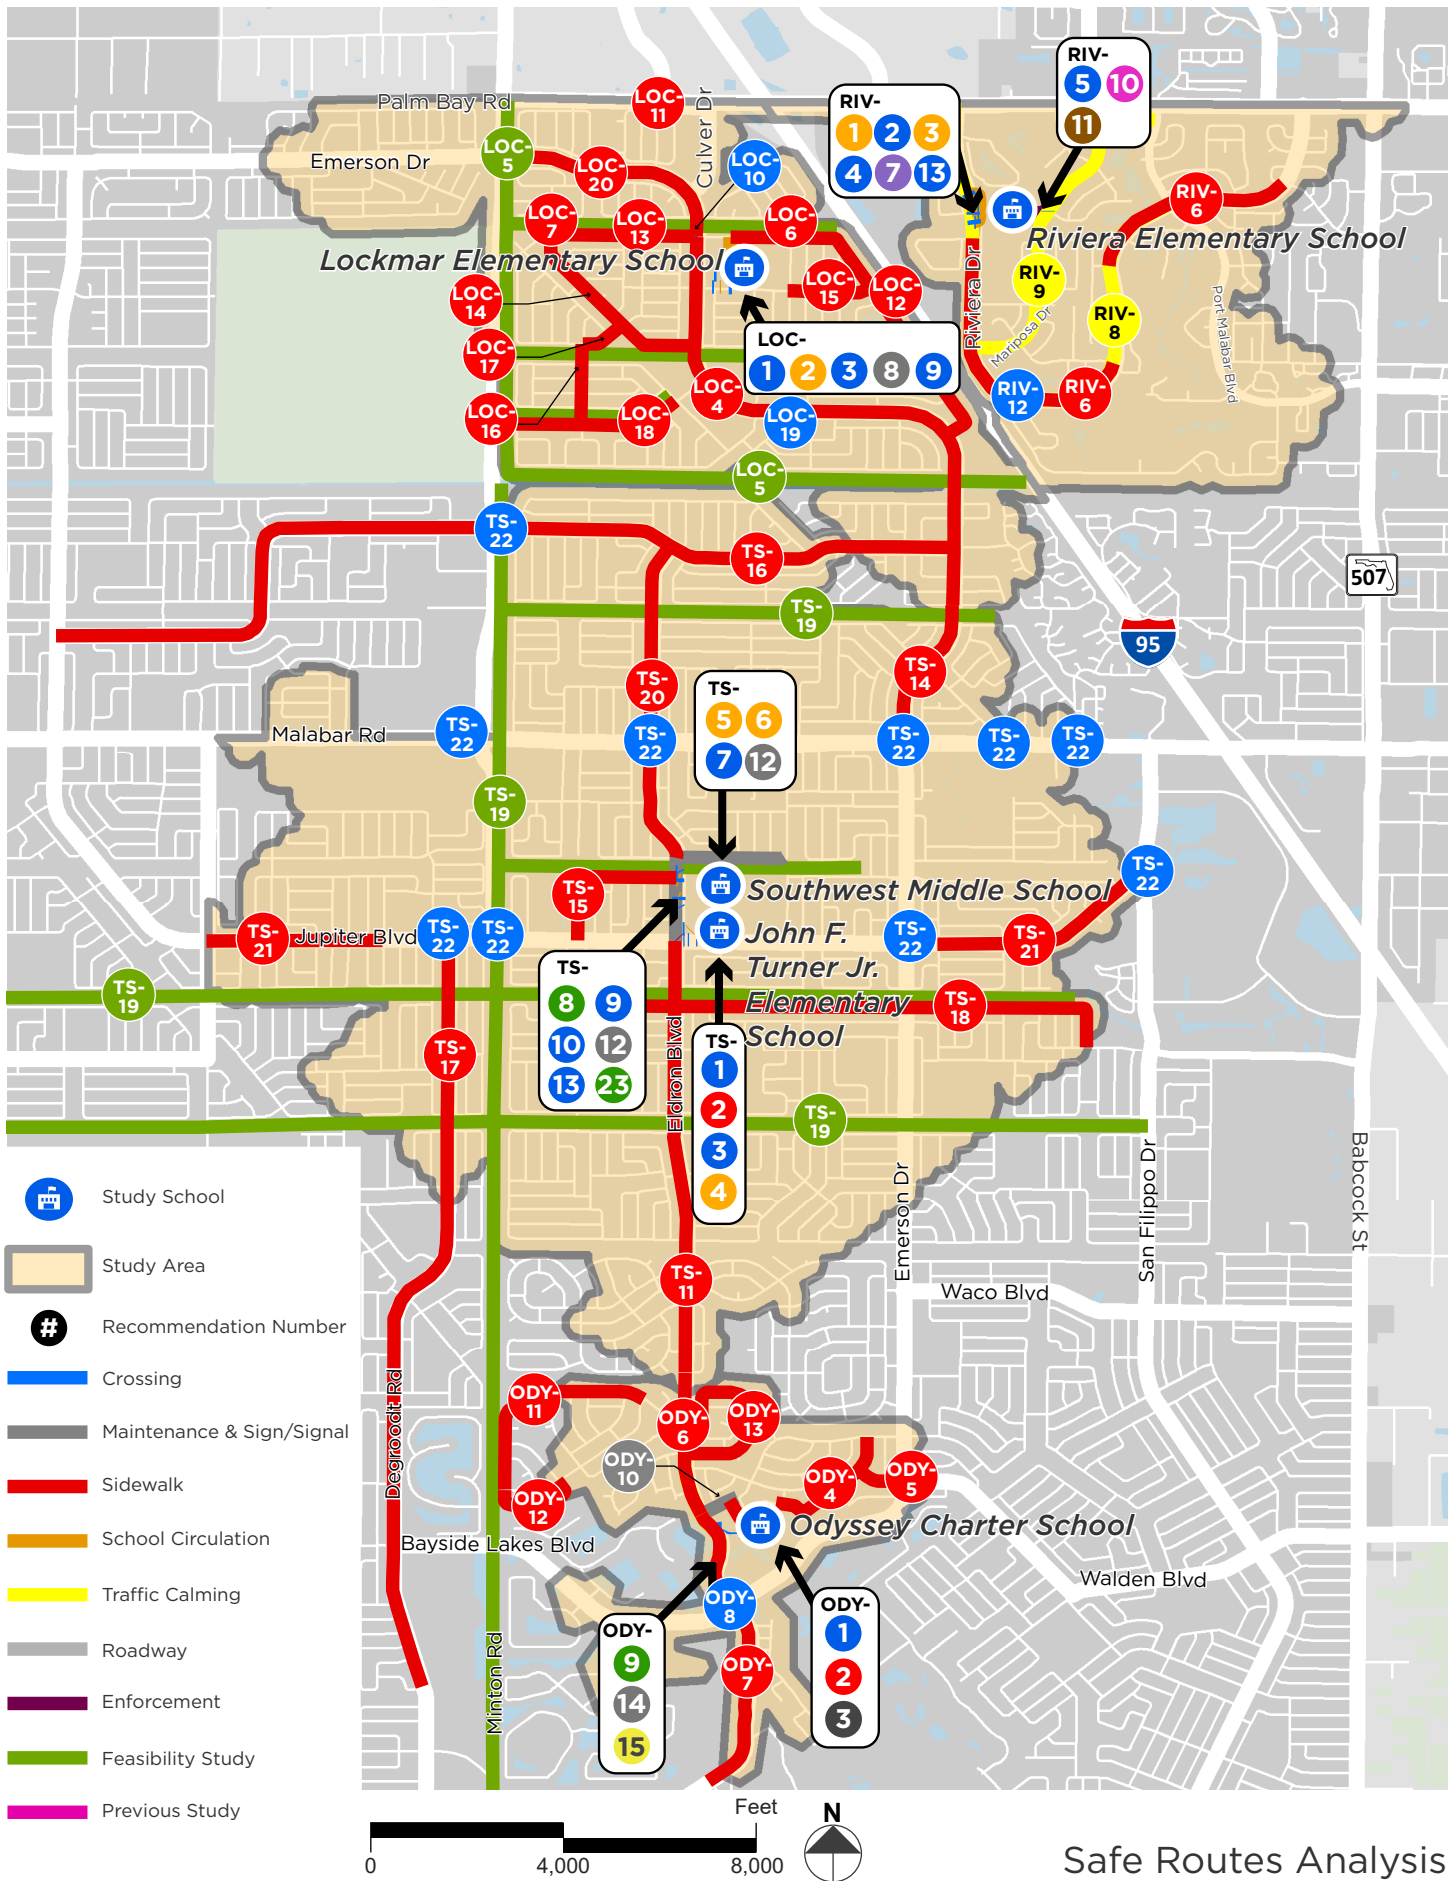 Palm Bay Rd
LOC-
11
Culver Dr
RIV-
1 2 3
4 7 13
RIV-
5 10
11
LOC-
5
Emerson Dr
LOC-
20
LOC-
10
RIV-
6
LOC-
7
LOC-
13
LOC-
6
Riviera Elementary School
Lockmar Elementary School
LOC-
14
LOC-
15
LOC-
12
Riviera Dr
RIV-
9
Mariposa Dr
RIV-
8
Port Malabar Blvd
LOC-
17
LOC-
1 2 3 8 9
LOC-
4
RIV-
12
RIV-
6
LOC-
16
LOC-
18
LOC-
19
LOC-
5
TS-
22
TS-
16
507
TS-
19
95
TS-
20
TS-
14
TS-
5 6
7 12
Malabar Rd
TS-
22
TS-
22
TS-
22
TS-
22
TS-
22
TS-
19
TS-
15
Southwest Middle School
TS-
22
TS-
21
Jupiter Blvd
TS-
22
TS-
22
John F.
Turner Jr.
Elementary
School
TS-
22
TS-
21
TS-
19
TS-
8 9
10 12
13 23
TS-
18
Eldron Blvd
TS-
1
2
3
4
TS-
17
TS-
19
Emerson Dr
San Filippo Dr
Babcock St
Study School
Study Area
# Recommendation Number
Crossing
Maintenance & Sign/Signal
Sidewalk
School Circulation
Traffic Calming
Roadway
Enforcement
Feasibility Study
Previous Study
TS-
11
Waco Blvd
Degroodt Rd
ODY-
11
ODY-
6
ODY-
13
ODY-
10
ODY-
4
ODY-
5
ODY-
12
Odyssey Charter School
Bayside Lakes Blvd
Walden Blvd
ODY-
8
ODY-
9
14
15
ODY-
1
2
3
ODY-
7
Minton Rd
Feet
0 4,000 8,000
N
Safe Routes Analysis